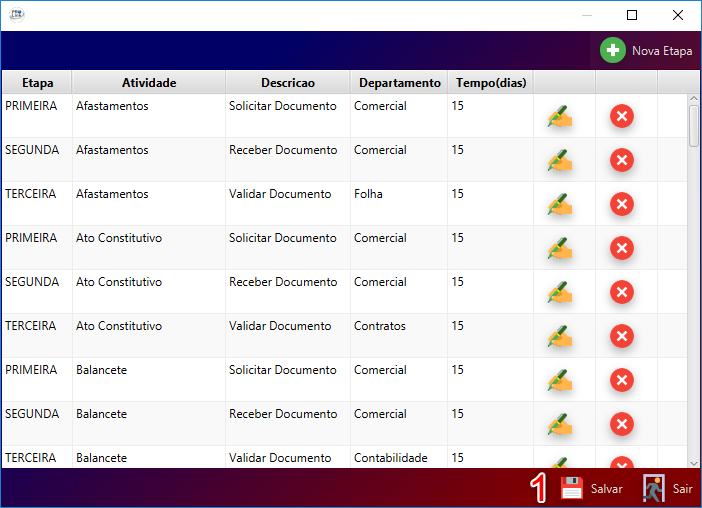 Nova Etapa
Etapa Atividade Descricao Departamento Tempo(dias)
PRIMEIRA Afastamentos Solicitar Documento Comercial 15
SEGUNDA Afastamentos Receber Documento Comercial 15
TERCEIRA Afastamentos Validar Documento Folha 15
PRIMEIRA Ato Constitutivo Solicitar Documento Comercial 15
SEGUNDA Ato Constitutivo Receber Documento Comercial 15
TERCEIRA Ato Constitutivo Validar Documento Contratos 15
PRIMEIRA Balancete Solicitar Documento Comercial 15
SEGUNDA Balancete Receber Documento Comercial 15
TERCEIRA Balancete Validar Documento Contabilidade 15
1 Salvar Sair